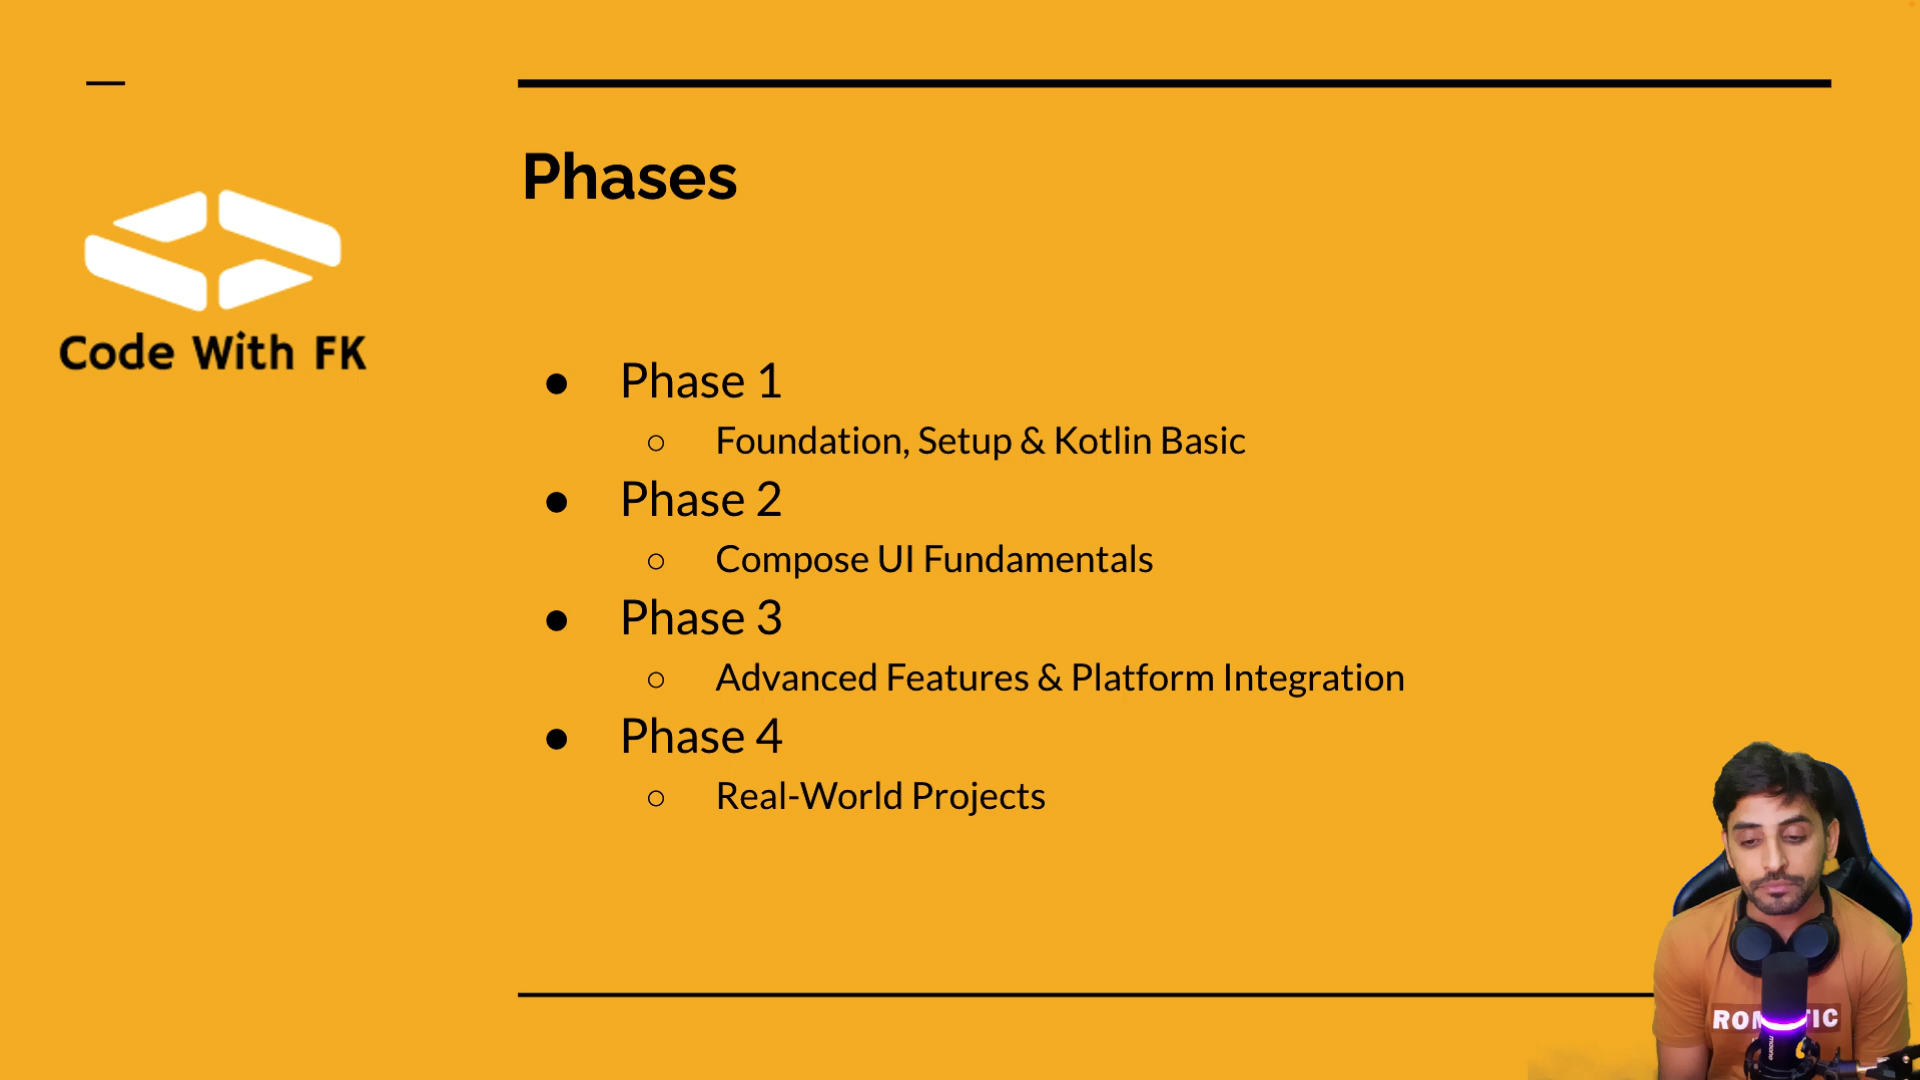 Code With FK
Phases
Phase 1
Foundation, Setup & Kotlin Basic
Phase 2
Compose UI Fundamentals
Phase 3
Advanced Features & Platform Integration
Phase 4
Real-World Projects